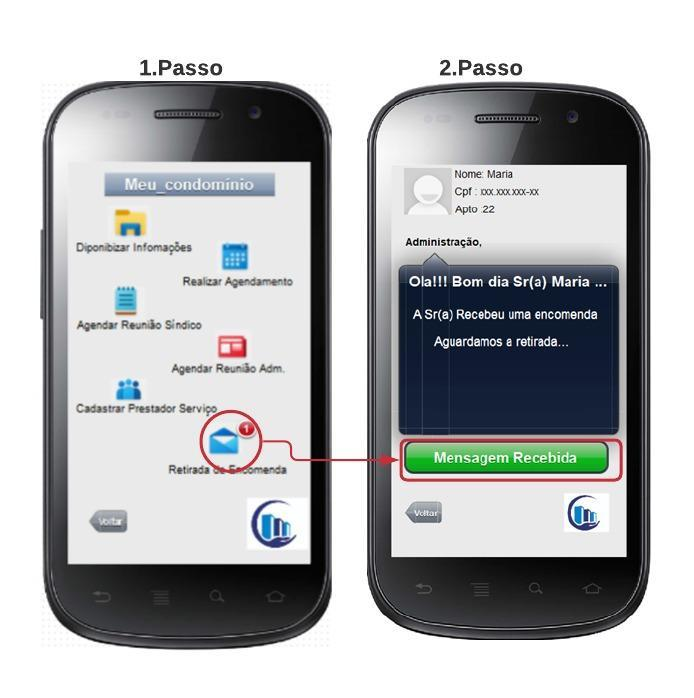 1.Passo
Meu_condomínio
Diponibizar Infomações
Realizar Agendamento
Agendar Reunião Síndico
Agendar Reunião Adm.
Cadastrar Prestador Serviço
1
Retirada de Encomenda
Voltar
2.Passo
Nome: Maria
Cpf : xxx.xxx.xxx-xx
Apto :22
Administração,
Ola!!! Bom dia Sr(a) Maria ...
A Sr(a) Recebeu uma encomenda
Aguardamos a retirada...
Mensagem Recebida
Voltar